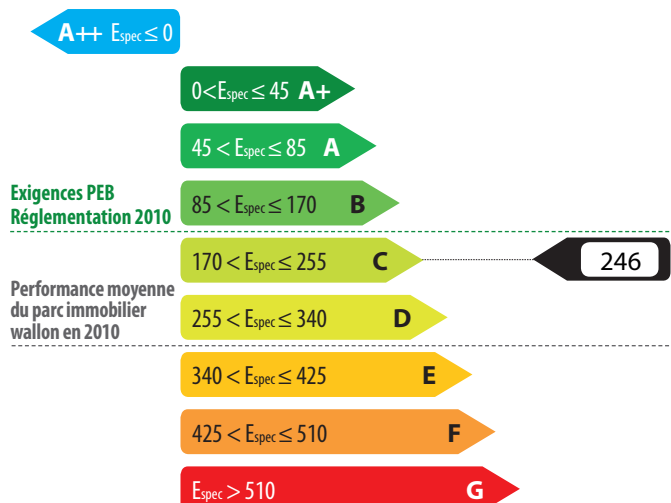 A++ Espec ≤ 0
0<Espec ≤ 45 A+
45 < Espec ≤ 85 A
Exigences PEB
Réglementation 2010
85 < Espec ≤ 170 B
170 < Espec ≤ 255 C
246
Performance moyenne
du parc immobilier
wallon en 2010
255 < Espec ≤ 340 D
340 < Espec ≤ 425 E
425 < Espec ≤ 510 F
Espec > 510 G